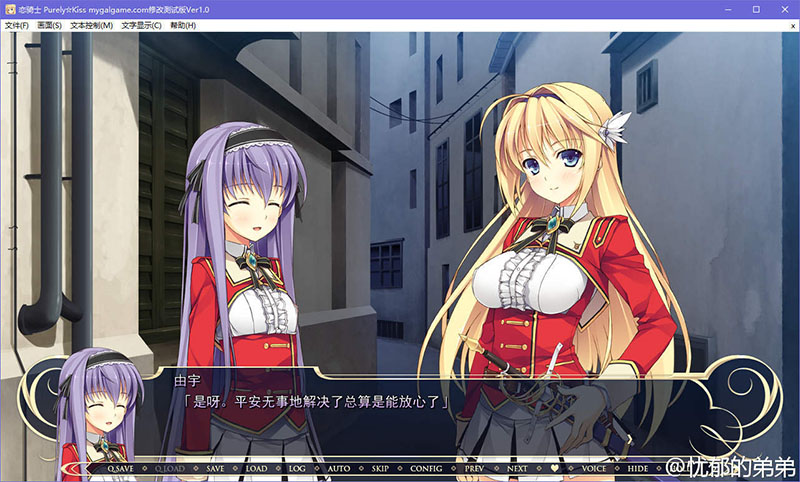 恋骑士 Purely☆Kiss mygalgame.com修改测试版Ver1.0
文件(F) 画面(S) 文本控制(M) 文字显示(C) 帮助(H)
由宇
「是呀。平安无事地解决了总算是能放心了」
Q.SAVE Q.LOAD SAVE LOAD LOG AUTO SKIP CONFIG PREV NEXT VOICE HIDE
@忧郁的弟弟